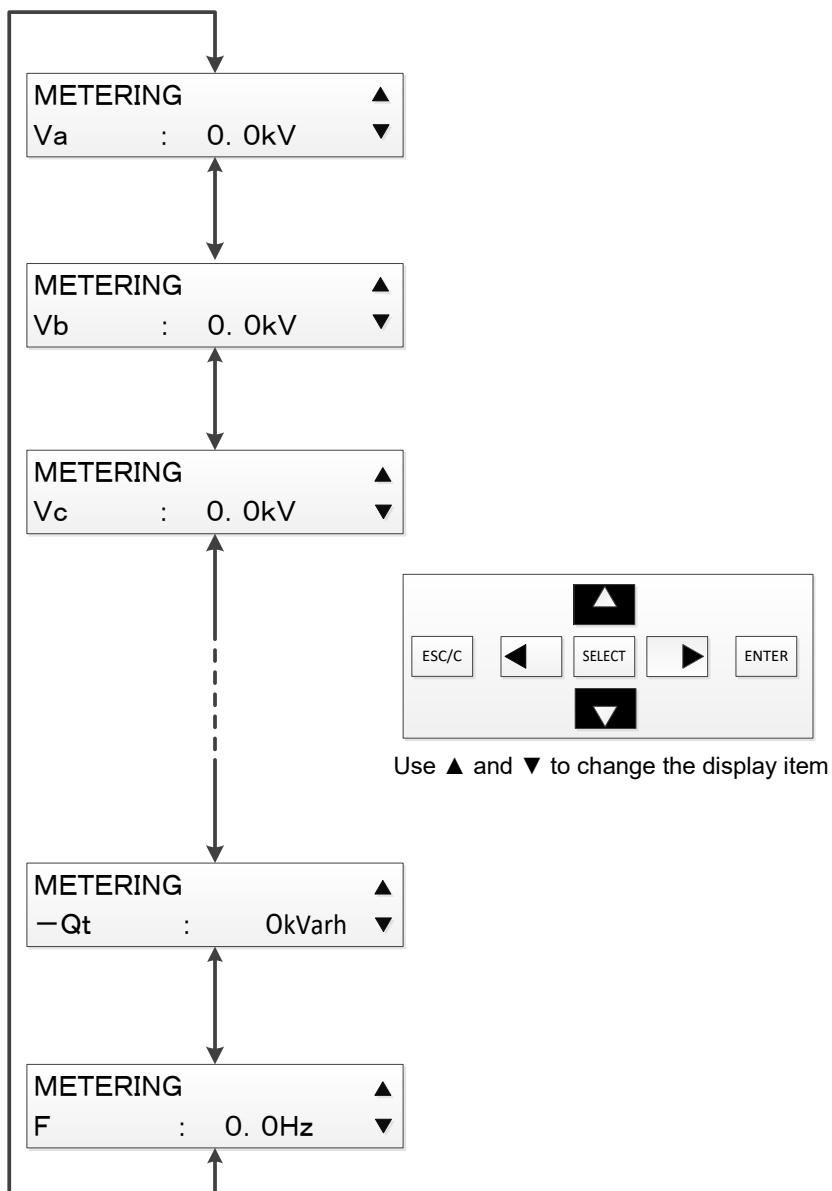 METERING ▲
Va : 0. 0kV ▼
METERING ▲
Vb : 0. 0kV ▼
METERING ▲
Vc : 0. 0kV ▼
ESC/C ◀ SELECT ▶ ENTER
Use ▲ and ▼ to change the display item
METERING ▲
－Qt : 0kVarh ▼
METERING ▲
F : 0. 0Hz ▼